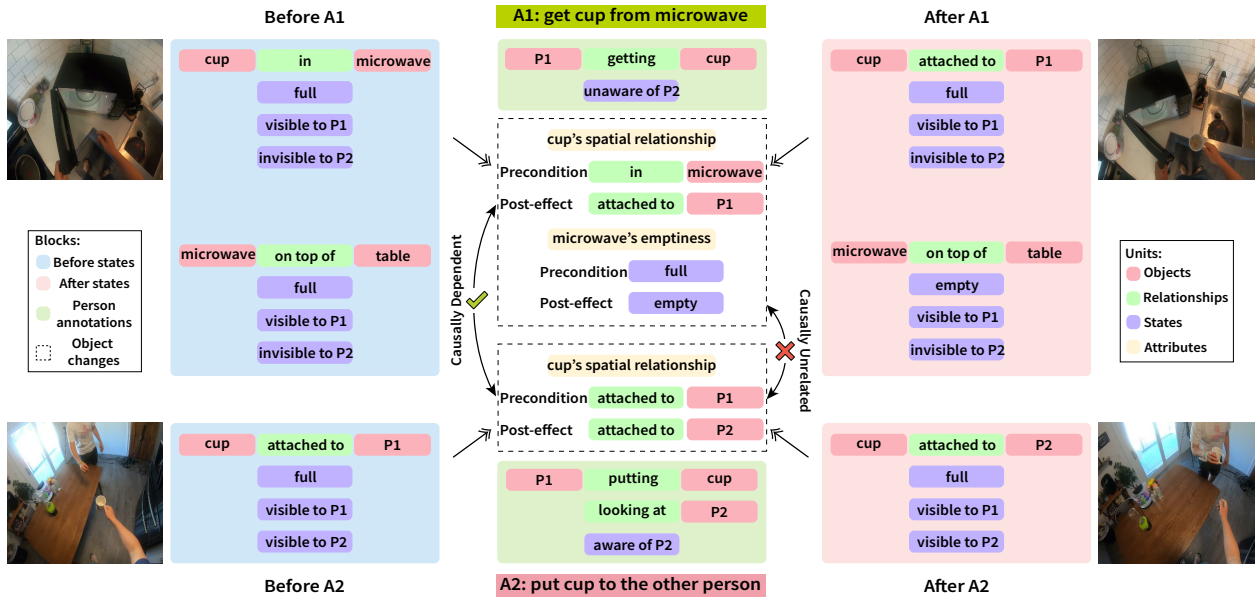 Before A1
A1: get cup from microwave
After A1
cup in microwave
full
visible to P1
invisible to P2
microwave on top of table
full
visible to P1
invisible to P2
P1 getting cup
unaware of P2
cup's spatial relationship
Precondition in microwave
Post-effect attached to P1
microwave's emptiness
Precondition full
Post-effect empty
cup attached to P1
full
visible to P1
invisible to P2
microwave on top of table
empty
visible to P1
invisible to P2
Blocks:
Before states
After states
Person
annotations
Object
changes
Causally Dependent
Causally Unrelated
Units:
Objects
Relationships
States
Attributes
cup's spatial relationship
Precondition attached to P1
Post-effect attached to P2
cup attached to P1
full
visible to P1
visible to P2
P1 putting cup
looking at P2
aware of P2
cup attached to P2
full
visible to P1
visible to P2
Before A2
A2: put cup to the other person
After A2